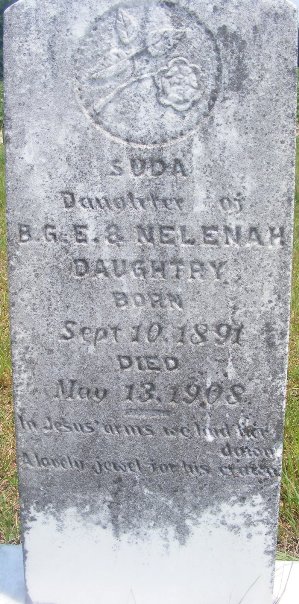 SUDA
Daughter of
B.G.E. & NELENAH
DAUGHTRY
BORN
Sept 10. 1891
DIED
May 13. 1908.
In Jesus' arms we laid her
down
A lovely jewel for his crown